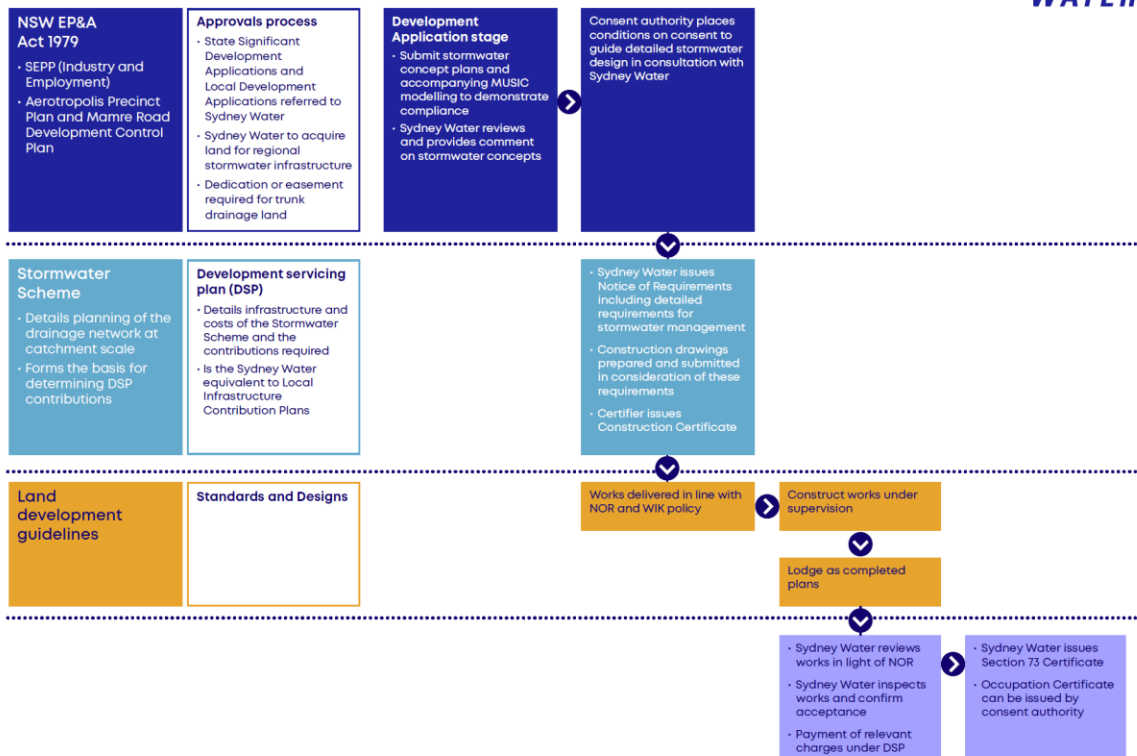 WATER
NSW EP&A
Act 1979
• SEPP (Industry and
Employment)
• Aerotropolis Precinct
Plan and Mamre Road
Development Control
Plan
Approvals process
• State Significant
Development
Applications and
Local Development
Applications referred to
Sydney Water
• Sydney Water to acquire
land for regional
stormwater infrastructure
• Dedication or easement
required for trunk
drainage land
Development
Application stage
• Submit stormwater
concept plans and
accompanying MUSIC
modelling to demonstrate
compliance
• Sydney Water reviews
and provides comment
on stormwater concepts
Consent authority places
conditions on consent to
guide detailed stormwater
design in consultation with
Sydney Water
Stormwater
Scheme
• Details planning of the
drainage network at
catchment scale
• Forms the basis for
determining DSP
contributions
Development servicing
plan (DSP)
• Details infrastructure and
costs of the Stormwater
Scheme and the
contributions required
• Is the Sydney Water
equivalent to Local
Infrastructure
Contribution Plans
• Sydney Water issues
Notice of Requirements
including detailed
requirements for
stormwater management
• Construction drawings
prepared and submitted
in consideration of these
requirements
• Certifier issues
Construction Certificate
Land
development
guidelines
Standards and Designs
Works delivered in line with
NOR and WIK policy
Construct works under
supervision
Lodge as completed
plans
• Sydney Water reviews
works in light of NOR
• Sydney Water inspects
works and confirm
acceptance
• Payment of relevant
charges under DSP
• Sydney Water issues
Section 73 Certificate
• Occupation Certificate
can be issued by
consent authority